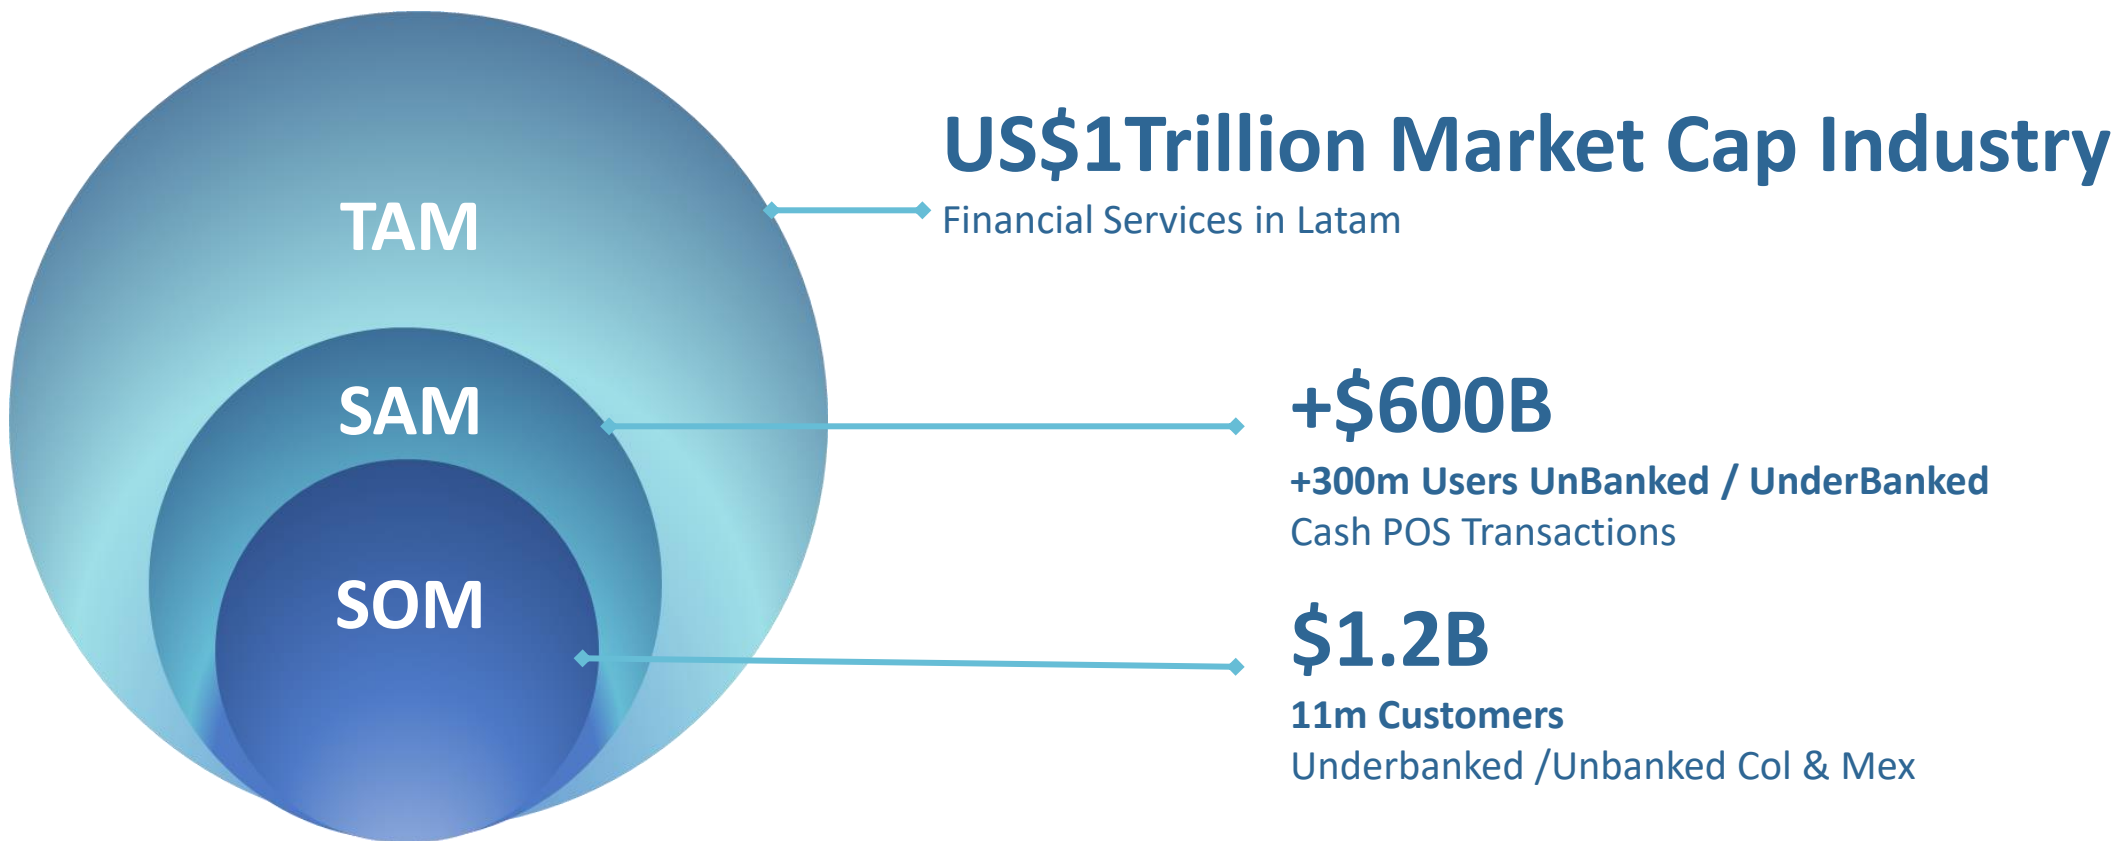 TAM
US$1Trillion Market Cap Industry
Financial Services in Latam
SAM
+$600B
+300m Users UnBanked / UnderBanked
Cash POS Transactions
SOM
$1.2B
11m Customers
Underbanked /Unbanked Col & Mex